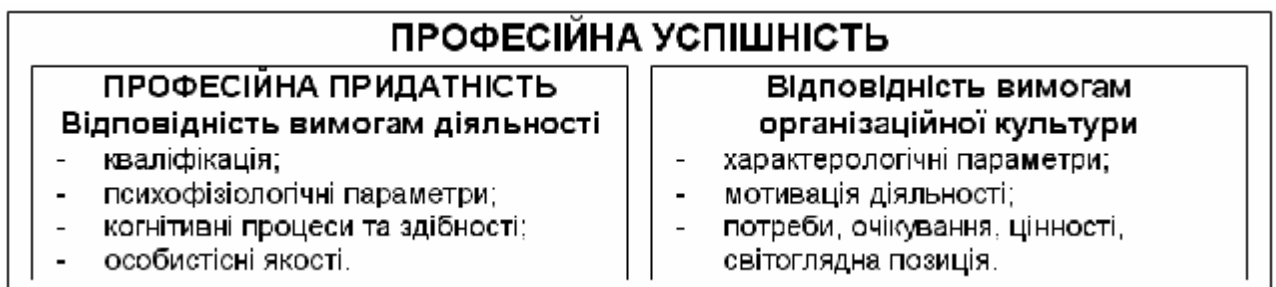 ПРОФЕСІЙНА УСПІШНІСТЬ
ПРОФЕСІЙНА ПРИДАТНІСТЬ
Відповідність вимогам діяльності
- кваліфікація;
- психофізіологічні параметри;
- когнітивні процеси та здібності;
- особистісні якості.
Відповідність вимогам
організаційної культури
- характерологічні параметри;
- мотивація діяльності;
- потреби, очікування, цінності,
світоглядна позиція.